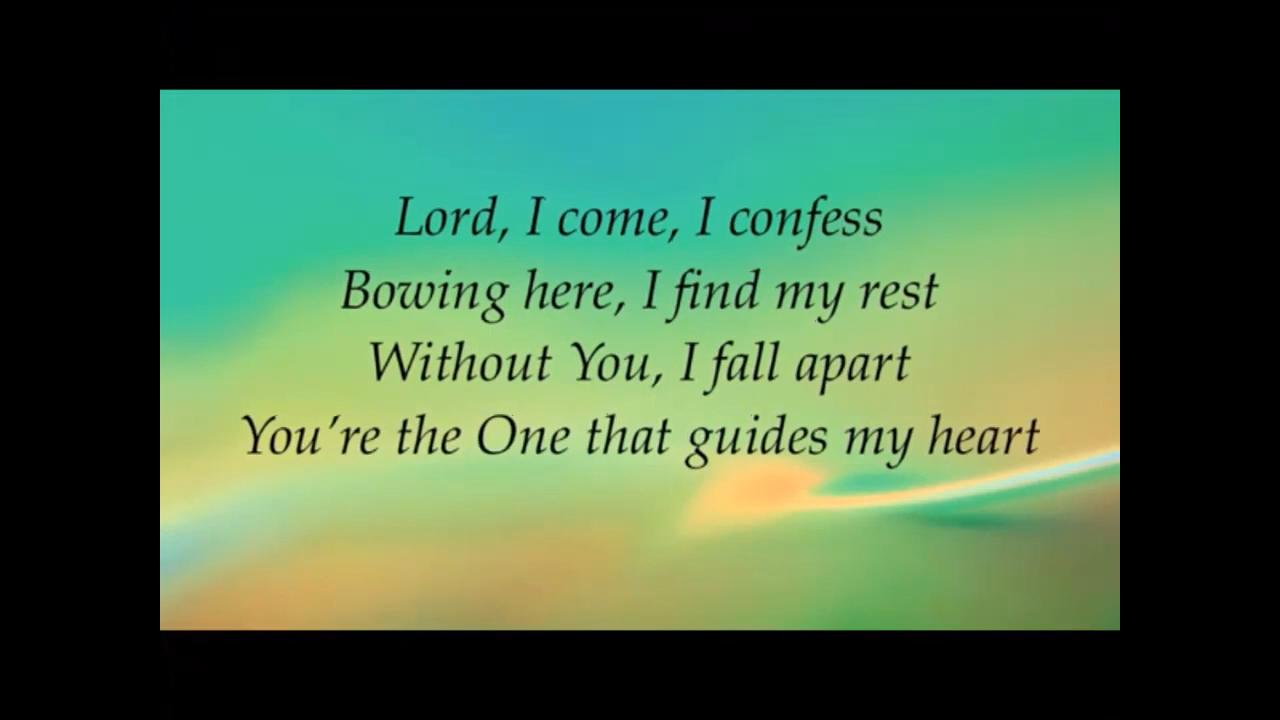 Lord, I come, I confess
Bowing here, I find my rest
Without You, I fall apart
You're the One that guides my heart